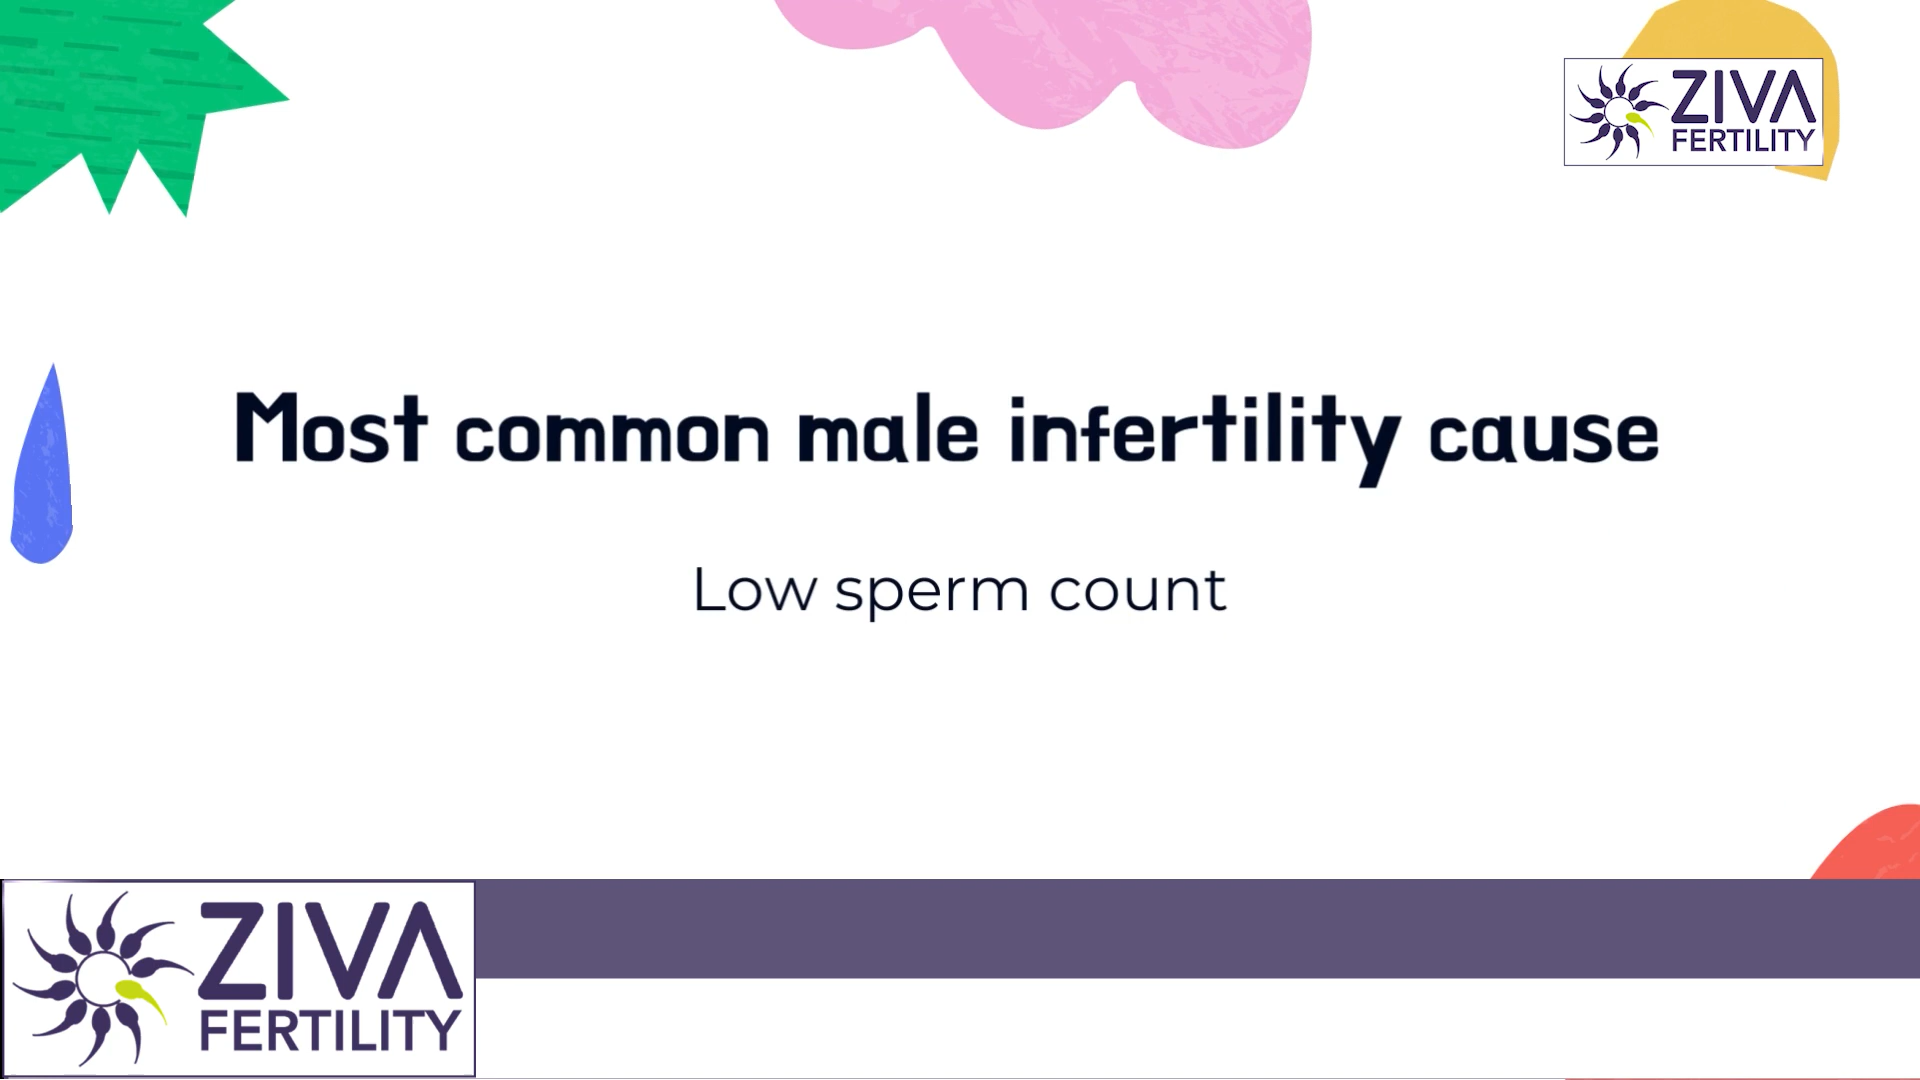 ZIVA
FERTILITY
Most common male infertility cause
Low sperm count
ZIVA
FERTILITY